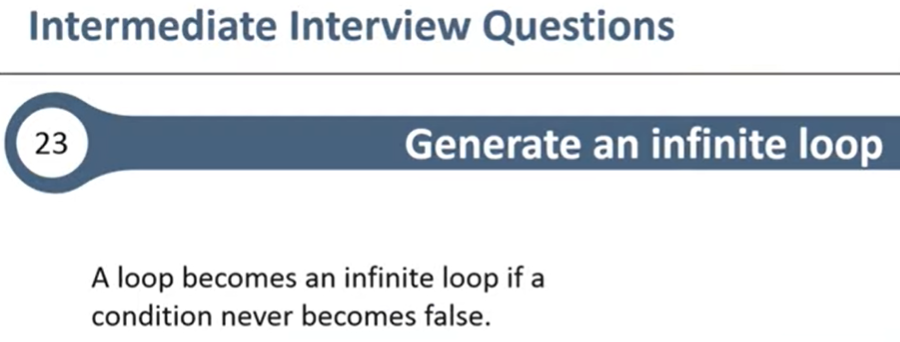 Intermediate Interview Questions
23
Generate an infinite loop
A loop becomes an infinite loop if a
condition never becomes false.